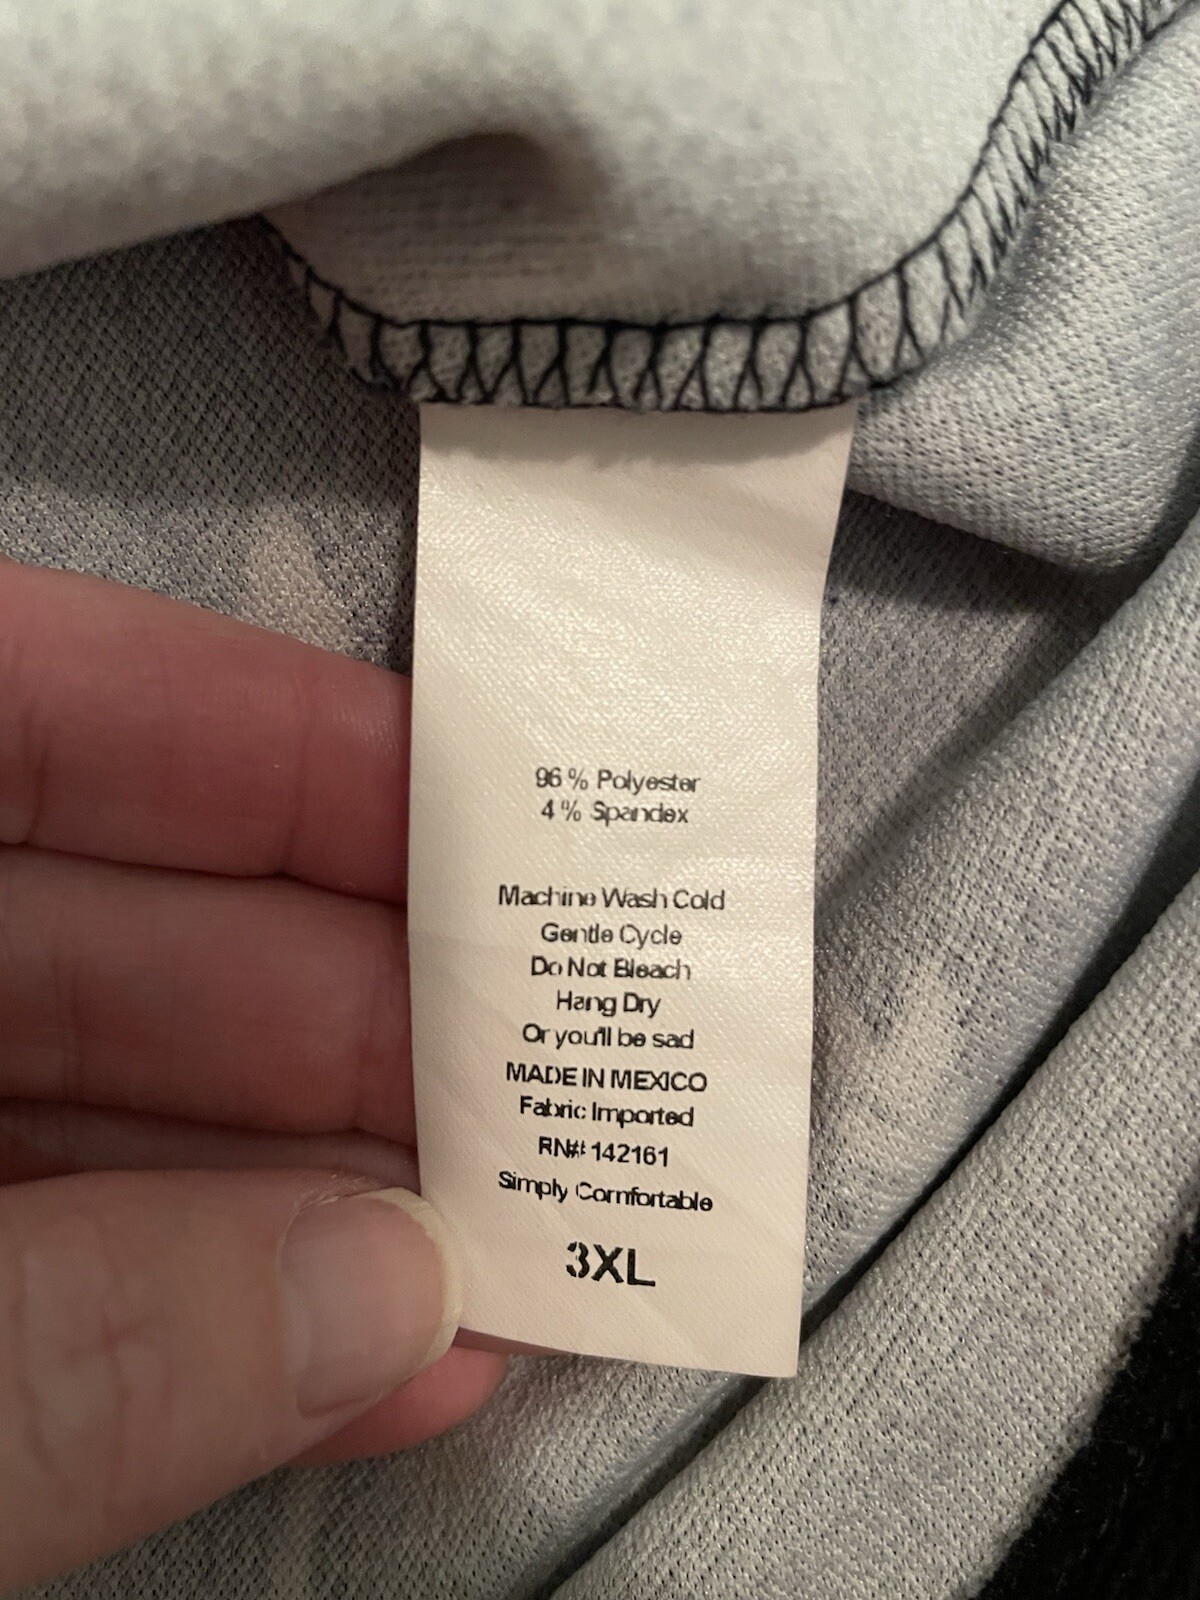 96% Polyester
4% Spandex
Machine Wash Cold
Gentle Cycle
Do Not Bleach
Hang Dry
Or you'll be sad
MADE IN MEXICO
Fabric Imported
RN# 142161
Simply Comfortable
3XL